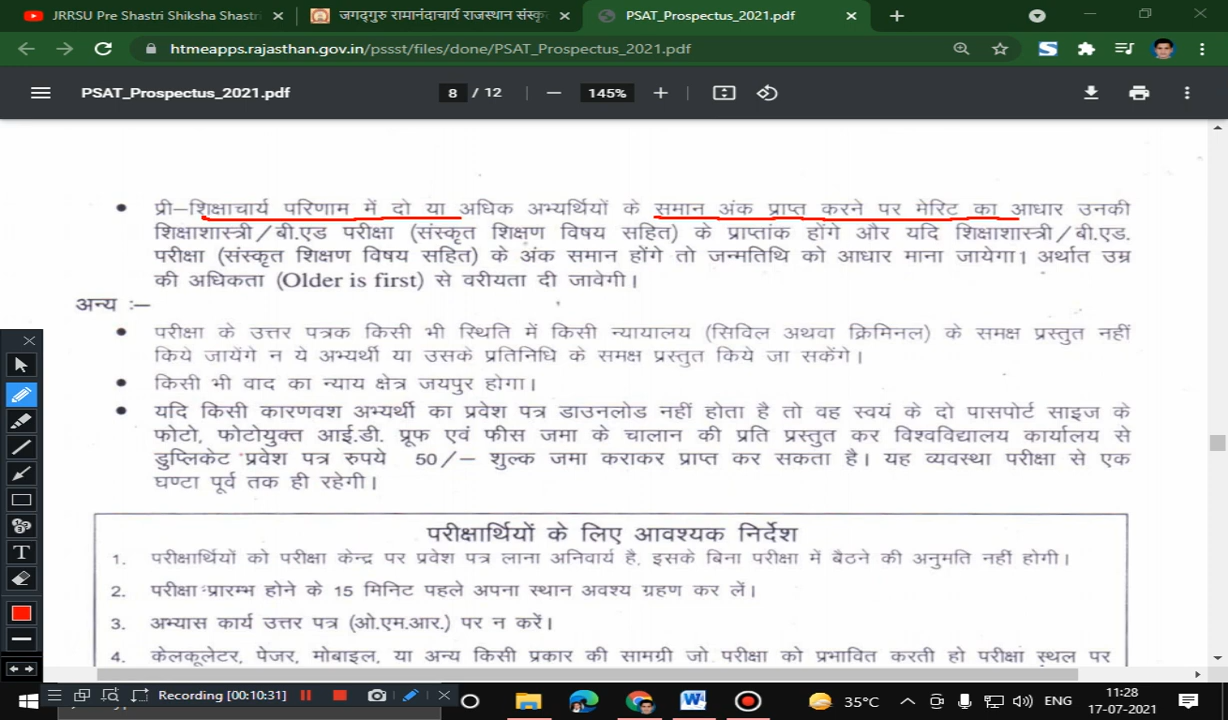 JRRSU Pre Shastri Shiksha Shastri
जगद्गुरु रामानंदाचार्य राजस्थान संस्कृत
PSAT_Prospectus_2021.pdf
htmeapps.rajasthan.gov.in/pssst/files/done/PSAT_Prospectus_2021.pdf
PSAT_Prospectus_2021.pdf
8 / 12
145%
• प्री–शिक्षाचार्य परिणाम में दो या अधिक अभ्यर्थियों के समान अंक प्राप्त करने पर मेरिट का आधार उनकी
शिक्षाशास्त्री/बी.एड परीक्षा (संस्कृत शिक्षण विषय सहित) के प्राप्तांक होंगे और यदि शिक्षाशास्त्री/बी.एड.
परीक्षा (संस्कृत शिक्षण विषय सहित) के अंक समान होंगे तो जन्मतिथि को आधार माना जायेगा। अर्थात उम्र
की अधिकता (Older is first) से वरीयता दी जावेगी।
अन्य :–
• परीक्षा के उत्तर पत्रक किसी भी स्थिति में किसी न्यायालय (सिविल अथवा क्रिमिनल) के समक्ष प्रस्तुत नहीं
किये जायेंगे न ये अभ्यर्थी या उसके प्रतिनिधि के समक्ष प्रस्तुत किये जा सकेंगे।
• किसी भी वाद का न्याय क्षेत्र जयपुर होगा।
• यदि किसी कारणवश अभ्यर्थी का प्रवेश पत्र डाउनलोड नहीं होता है तो वह स्वयं के दो पासपोर्ट साइज के
फोटो, फोटोयुक्त आई.डी. प्रूफ एवं फीस जमा के चालान की प्रति प्रस्तुत कर विश्वविद्यालय कार्यालय से
डुप्लिकेट प्रवेश पत्र रुपये 50/– शुल्क जमा कराकर प्राप्त कर सकता है। यह व्यवस्था परीक्षा से एक
घण्टा पूर्व तक ही रहेगी।
परीक्षार्थियों के लिए आवश्यक निर्देश
1. परीक्षार्थियों को परीक्षा केन्द्र पर प्रवेश पत्र लाना अनिवार्य है, इसके बिना परीक्षा में बैठने की अनुमति नहीं होगी।
2. परीक्षा प्रारम्भ होने के 15 मिनिट पहले अपना स्थान अवश्य ग्रहण कर लें।
3. अभ्यास कार्य उत्तर पत्र (ओ.एम.आर.) पर न करें।
4. केलकूलेटर, पेजर, मोबाइल, या अन्य किसी प्रकार की सामग्री जो परीक्षा को प्रभावित करती हो परीक्षा स्थल पर
Recording [00:10:31]
35°C
ENG
11:28
17-07-2021